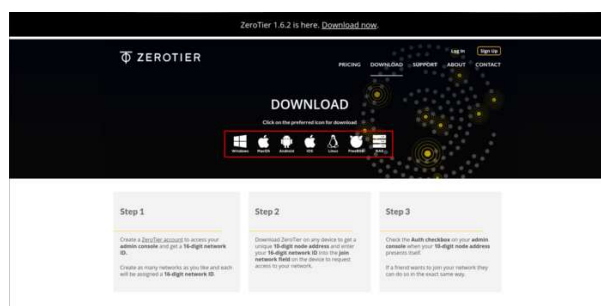 ZeroTier 1.6.2 is here. Download now.
ZEROTIER
Log In Sign Up
PRICING DOWNLOAD SUPPORT ABOUT CONTACT
DOWNLOAD
Click on the preferred icon for download
Windows MacOS Android iOS Linux FreeBSD NAS
Step 1
Create a ZeroTier account to access your
admin console and get a 16-digit network
ID.
Create as many networks as you like and each
will be assigned a 16-digit network ID.
Step 2
Download ZeroTier on any device to get a
unique 10-digit node address and enter
your 16-digit network ID into the join
network field on the device to request
access to your network.
Step 3
Check the Auth checkbox on your admin
console when your 10-digit node address
presents itself.
If a friend wants to join your network they
can do so in the exact same way.